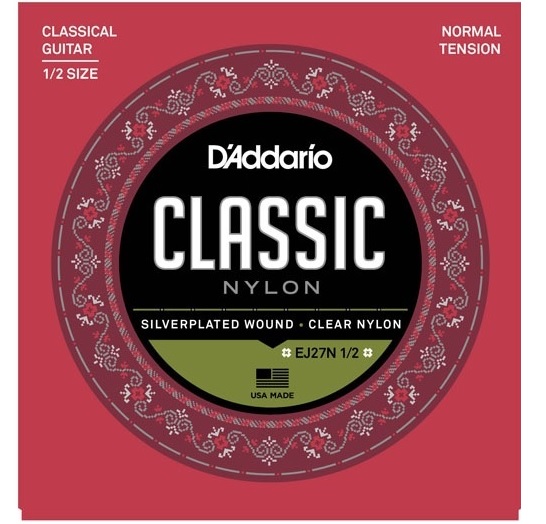 CLASSICAL
GUITAR
1/2 SIZE
NORMAL
TENSION
D'Addario
CLASSIC
NYLON
SILVERPLATED WOUND • CLEAR NYLON
EJ27N 1/2
USA MADE